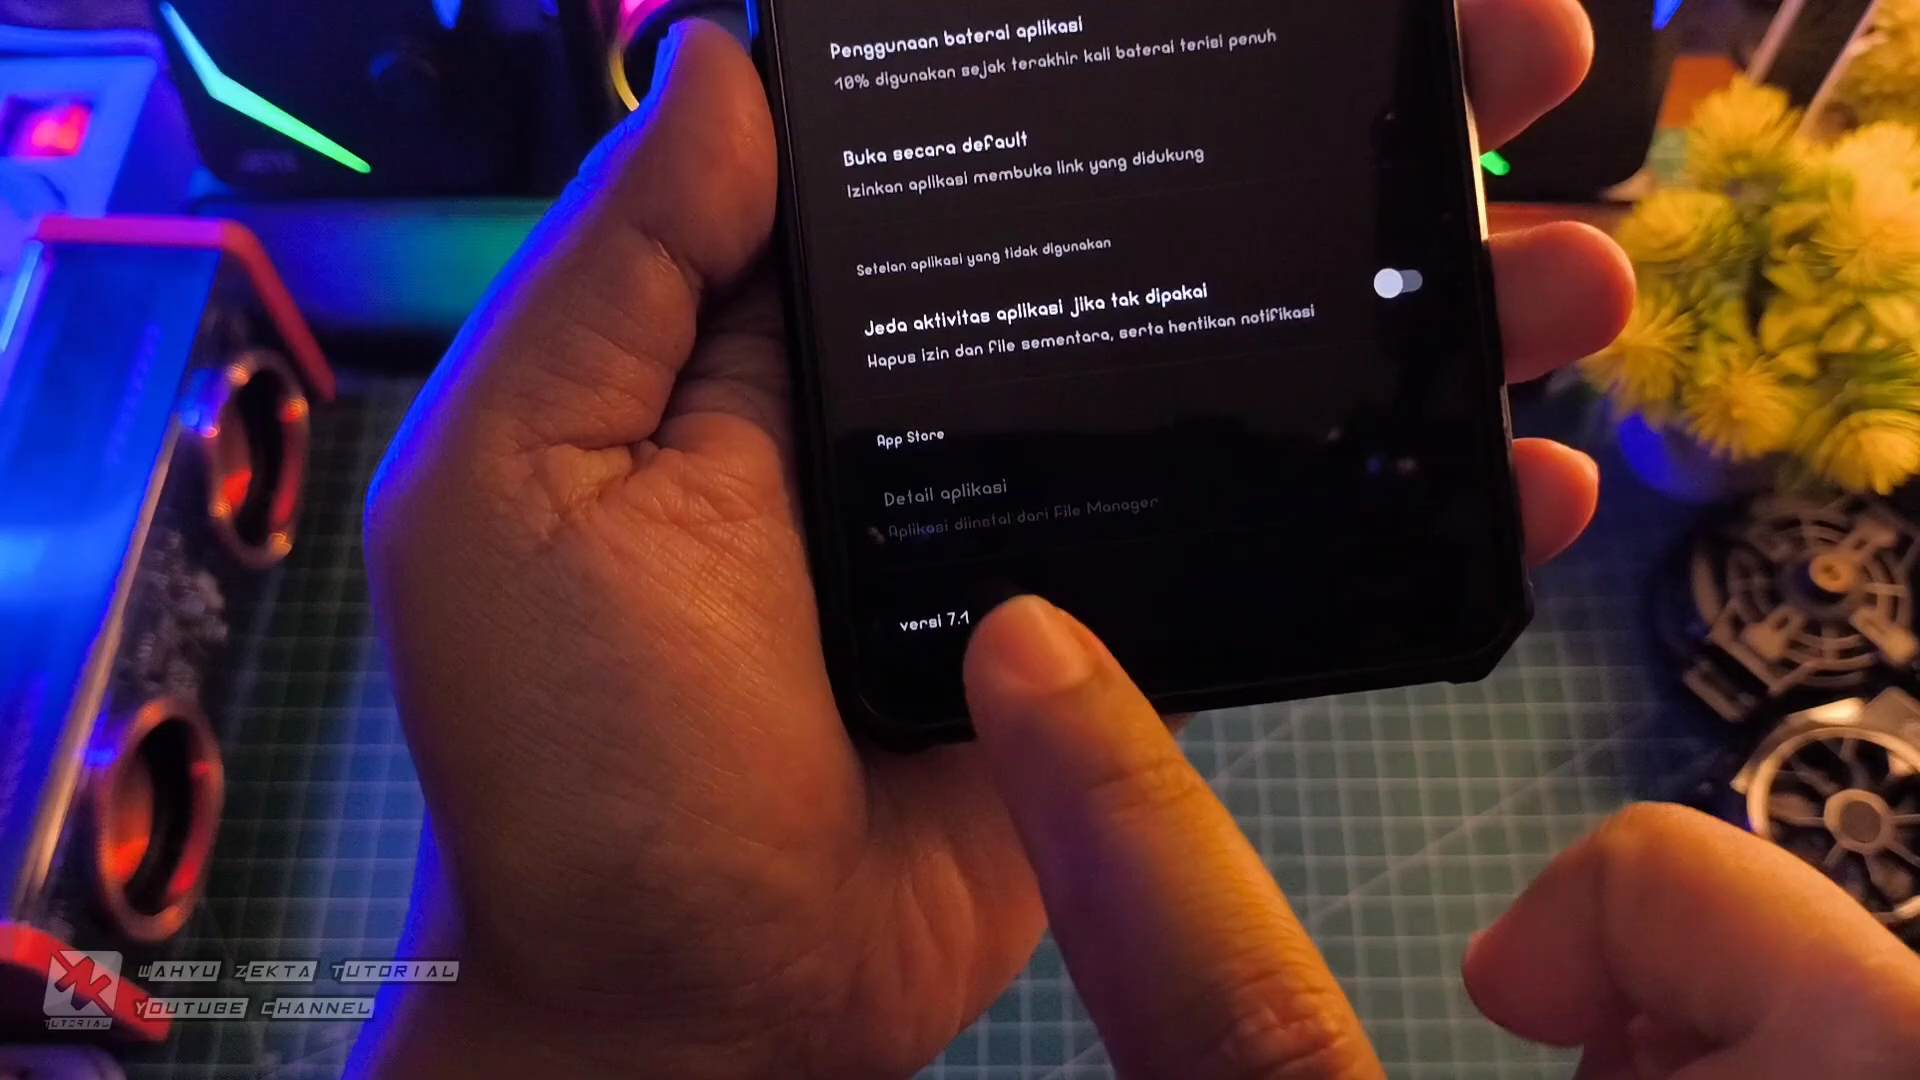 Penggunaan baterai aplikasi
10% digunakan sejak terakhir kali baterai terisi penuh
Buka secara default
Izinkan aplikasi membuka link yang didukung
Setelan aplikasi yang tidak digunakan
Jeda aktivitas aplikasi jika tak dipakai
Hapus izin dan file sementara, serta hentikan notifikasi
App Store
Detail aplikasi
Aplikasi diinstal dari File Manager
versi 7.1
WAHYU ZEKTA TUTORIAL
YOUTUBE CHANNEL
TUTORIAL